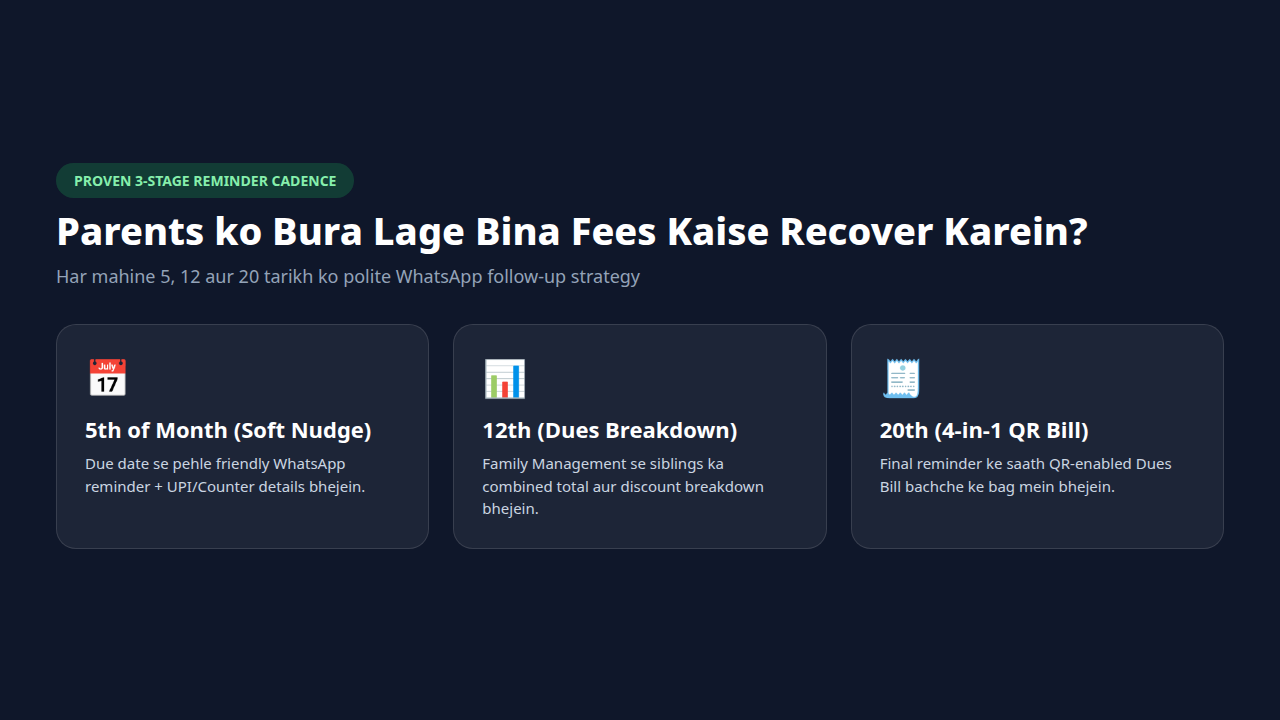 PROVEN 3-STAGE REMINDER CADENCE
Parents ko Bura Lage Bina Fees Kaise Recover Karein?
Har mahine 5, 12 aur 20 tarikh ko polite WhatsApp follow-up strategy
July
17
5th of Month (Soft Nudge)
Due date se pehle friendly WhatsApp
reminder + UPI/Counter details bhejein.
12th (Dues Breakdown)
Family Management se siblings ka
combined total aur discount breakdown
bhejein.
20th (4-in-1 QR Bill)
Final reminder ke saath QR-enabled Dues
Bill bachche ke bag mein bhejein.